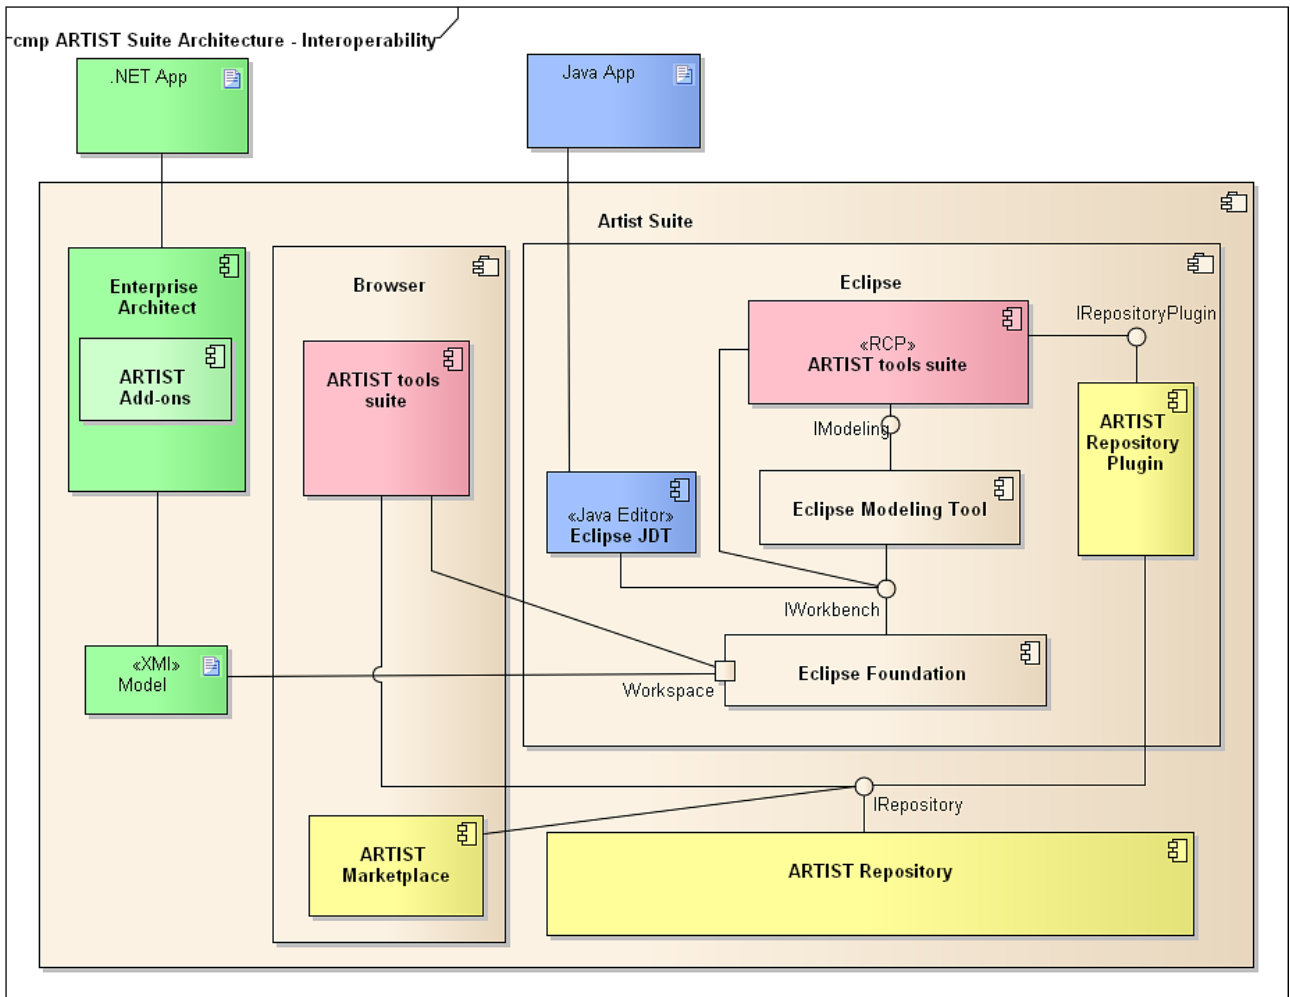 cmp ARTIST Suite Architecture - Interoperability
.NET App
Java App
Artist Suite
Enterprise
Architect
ARTIST
Add-ons
Browser
ARTIST tools
suite
Eclipse
«RCP»
ARTIST tools suite
IRepositoryPlugin
IModeling
ARTIST
Repository
Plugin
«Java Editor»
Eclipse JDT
Eclipse Modeling Tool
IWorkbench
«XMI»
Model
Workspace
Eclipse Foundation
IRepository
ARTIST
Marketplace
ARTIST Repository